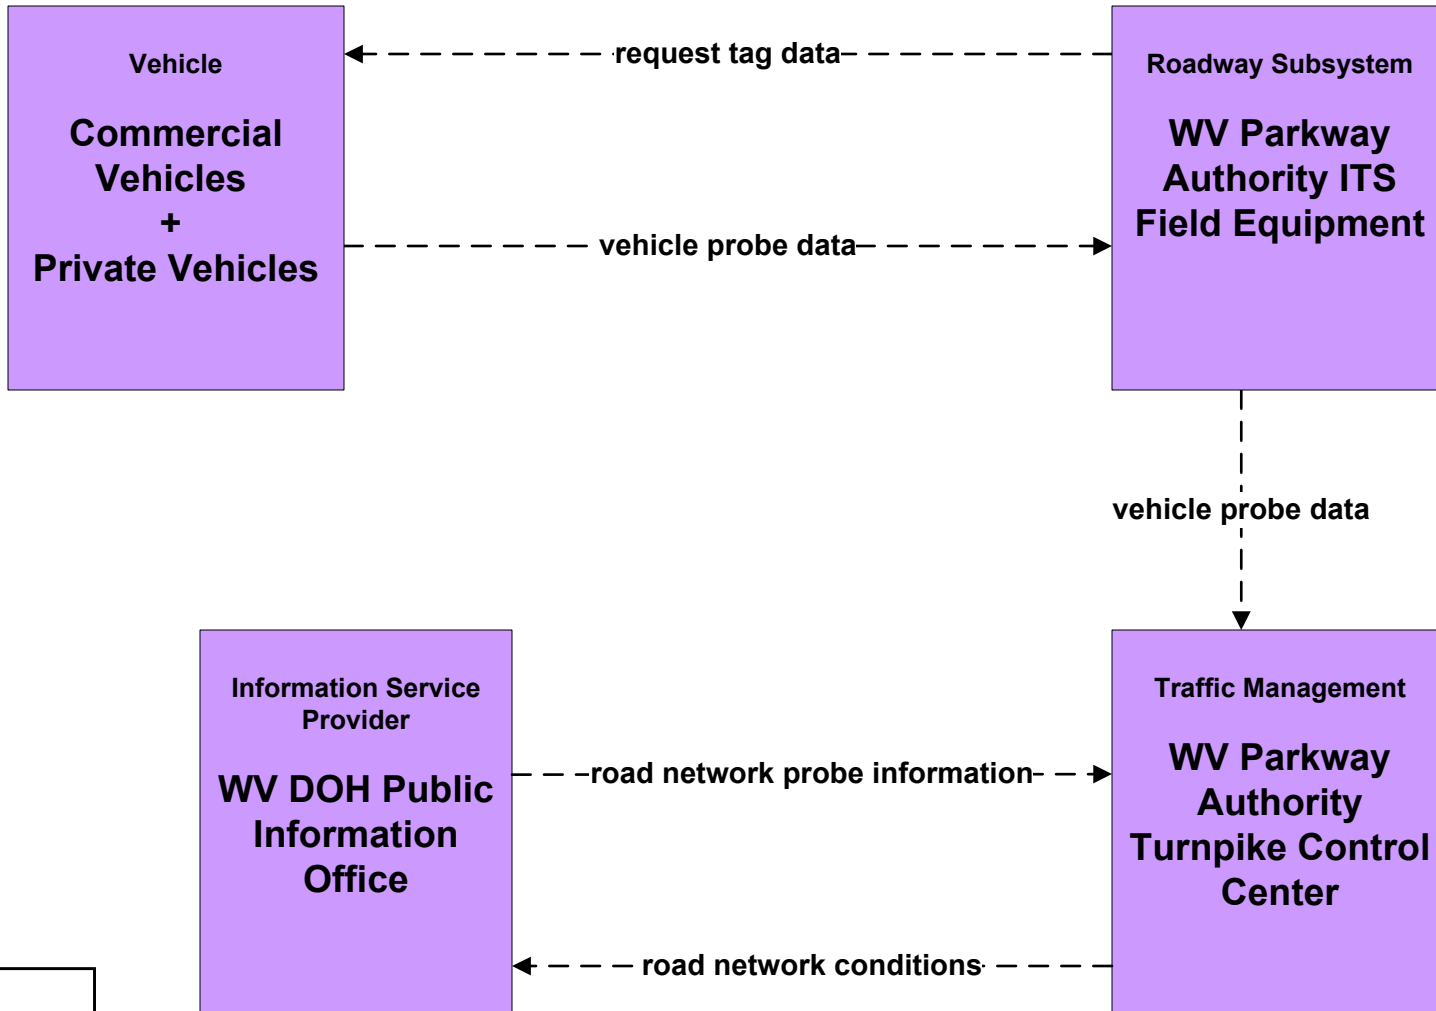 Vehicle
Commercial
Vehicles
+
Private Vehicles
request tag data
vehicle probe data
Roadway Subsystem
WV Parkway
Authority ITS
Field Equipment
vehicle probe data
Information Service
Provider
WV DOH Public
Information
Office
road network probe information
road network conditions
Traffic Management
WV Parkway
Authority
Turnpike Control
Center